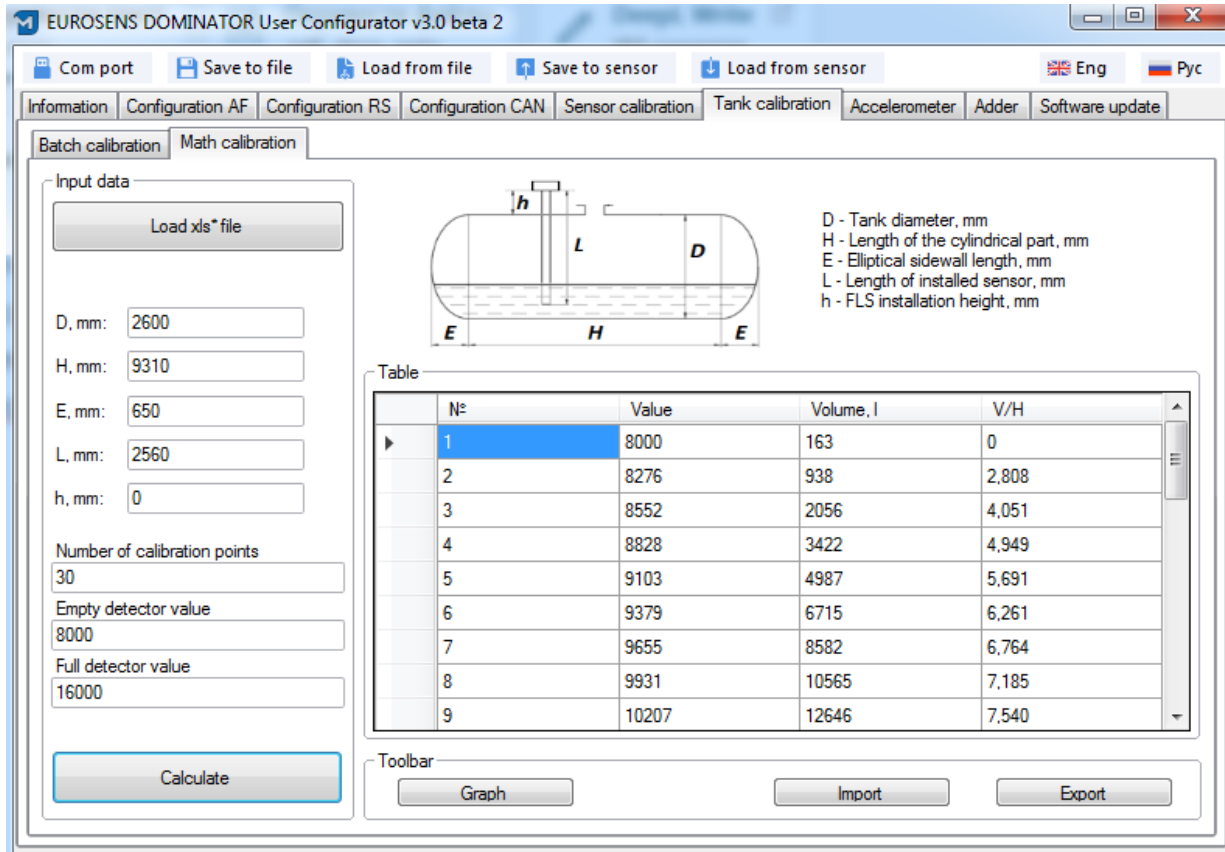 EUROSENS DOMINATOR User Configurator v3.0 beta 2
Com port Save to file Load from file Save to sensor Load from sensor Eng Рус
Information Configuration AF Configuration RS Configuration CAN Sensor calibration Tank calibration Accelerometer Adder Software update
Batch calibration Math calibration
Input data
Load xls* file
D, mm: 2600
H, mm: 9310
E, mm: 650
L, mm: 2560
h, mm: 0
Number of calibration points
30
Empty detector value
8000
Full detector value
16000
Calculate
h
L
D
E H E
D - Tank diameter, mm
H - Length of the cylindrical part, mm
E - Elliptical sidewall length, mm
L - Length of installed sensor, mm
h - FLS installation height, mm
Table
№ Value Volume, l V/H
1 8000 163 0
2 8276 938 2,808
3 8552 2056 4,051
4 8828 3422 4,949
5 9103 4987 5,691
6 9379 6715 6,261
7 9655 8582 6,764
8 9931 10565 7,185
9 10207 12646 7,540
Toolbar
Graph Import Export